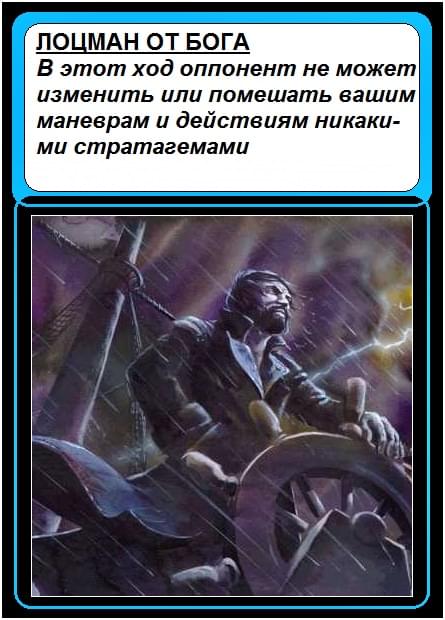 ЛОЦМАН ОТ БОГА
В этот ход оппонент не может
изменить или помешать вашим
маневрам и действиям никаки-
ми стратагемами